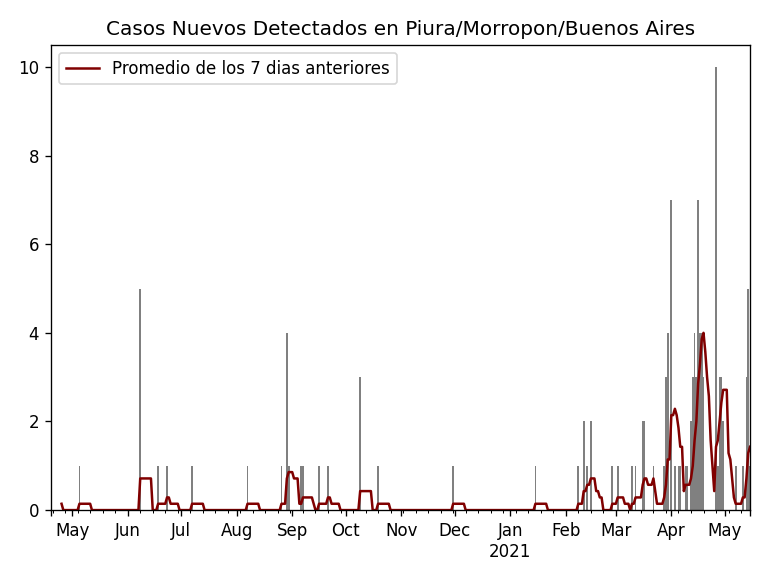 Casos Nuevos Detectados en Piura/Morropon/Buenos Aires
Promedio de los 7 dias anteriores
10
8
6
4
2
0
May Jun Jul Aug Sep Oct Nov Dec Jan Feb Mar Apr May
2021